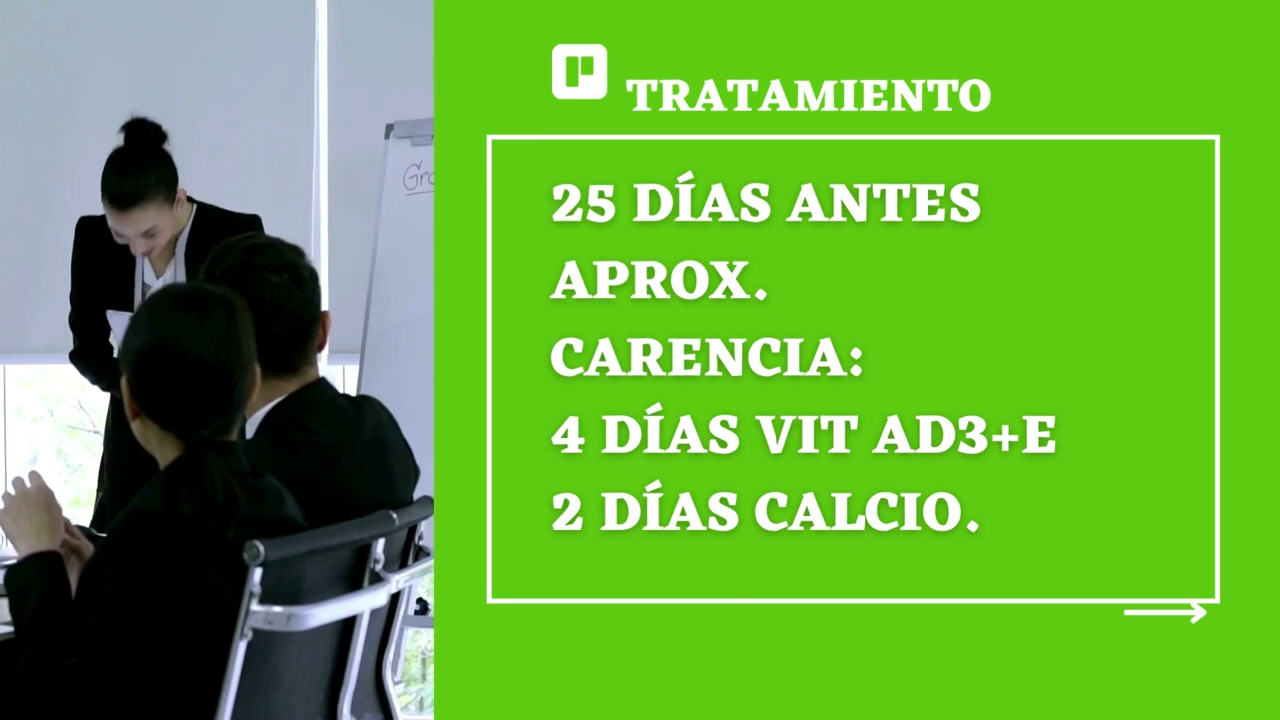 TRATAMIENTO
25 DÍAS ANTES
APROX.
CARENCIA:
4 DÍAS VIT AD3+E
2 DÍAS CALCIO.